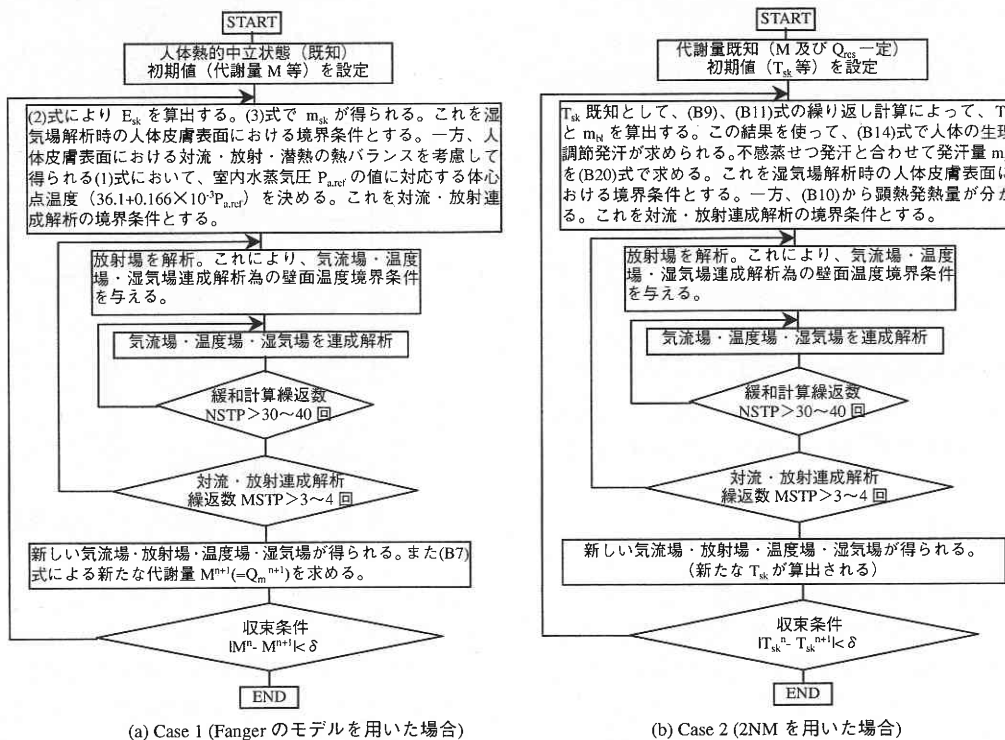 START
人体熱的中立状態（既知）
初期値（代謝量 M 等）を設定
(2)式により E_sk を算出する。(3)式で m_sk が得られる。これを湿
気場解析時の人体皮膚表面における境界条件とする。一方、人
体皮膚表面における対流・放射・潜熱の熱バランスを考慮して
得られる(1)式において、室内水蒸気圧 P_a.ref の値に対応する体心
点温度（36.1+0.166×10⁻³P_a.ref）を決める。これを対流・放射連
成解析の境界条件とする。
放射場を解析。これにより、気流場・温度
場・湿気場連成解析為の壁面温度境界条件
を与える。
気流場・温度場・湿気場を連成解析
緩和計算繰返数
NSTP＞30～40 回
対流・放射連成解析
繰返数 MSTP＞3～4 回
新しい気流場・放射場・温度場・湿気場が得られる。また(B7)
式による新たな代謝量 M^n+1(=Q_m^n+1)を求める。
収束条件
|M^n - M^n+1|< δ
END
(a) Case 1 (Fanger のモデルを用いた場合)
START
代謝量既知（M 及び Q_res 一定）
初期値（T_sk 等）を設定
T_sk 既知として、(B9)、(B11)式の繰り返し計算によって、T
と m_bl を算出する。この結果を使って、(B14)式で人体の生理
調節発汗が求められる。不感蒸せつ発汗と合わせて発汗量 m
を(B20)式で求める。これを湿気場解析時の人体皮膚表面に
おける境界条件とする。一方、(B10)から顕熱発熱量が分か
る。これを対流・放射連成解析の境界条件とする。
放射場を解析。これにより、気流場・温度
場・湿気場連成解析為の壁面温度境界条件
を与える。
気流場・温度場・湿気場を連成解析
緩和計算繰返数
NSTP＞30～40 回
対流・放射連成解析
繰返数 MSTP＞3～4 回
新しい気流場・放射場・温度場・湿気場が得られる。
（新たな T_sk が算出される）
収束条件
|T_sk^n - T_sk^n+1|< δ
END
(b) Case 2 (2NM を用いた場合)